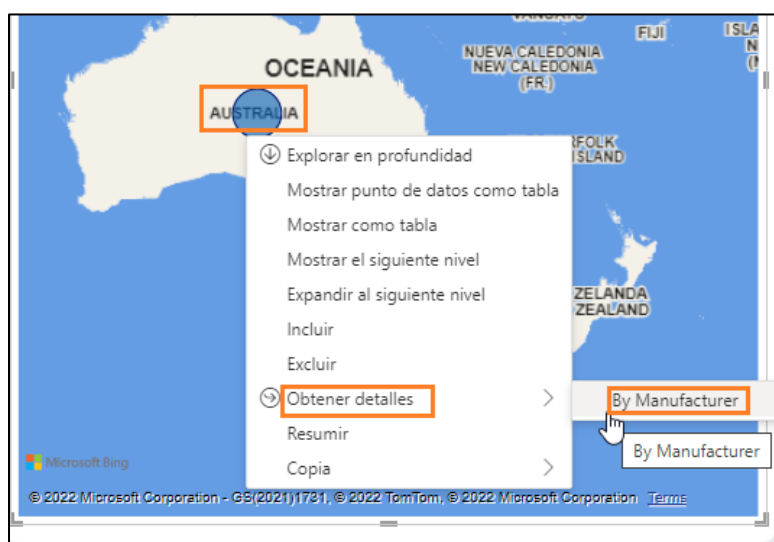 FIJI
ISLA
N
OCEANIA
NUEVA CALEDONIA
NEW CALEDONIA
(FR.)
AUSTRALIA
ISLAND
Explorar en profundidad
Mostrar punto de datos como tabla
Mostrar como tabla
Mostrar el siguiente nivel
Expandir al siguiente nivel
ZELANDA
ZEALAND
Incluir
Excluir
Obtener detalles
By Manufacturer
Resumir
By Manufacturer
Copia
Microsoft Bing
© 2022 Microsoft Corporation - GS(2021)1731, © 2022 TomTom, © 2022 Microsoft Corporation Terms